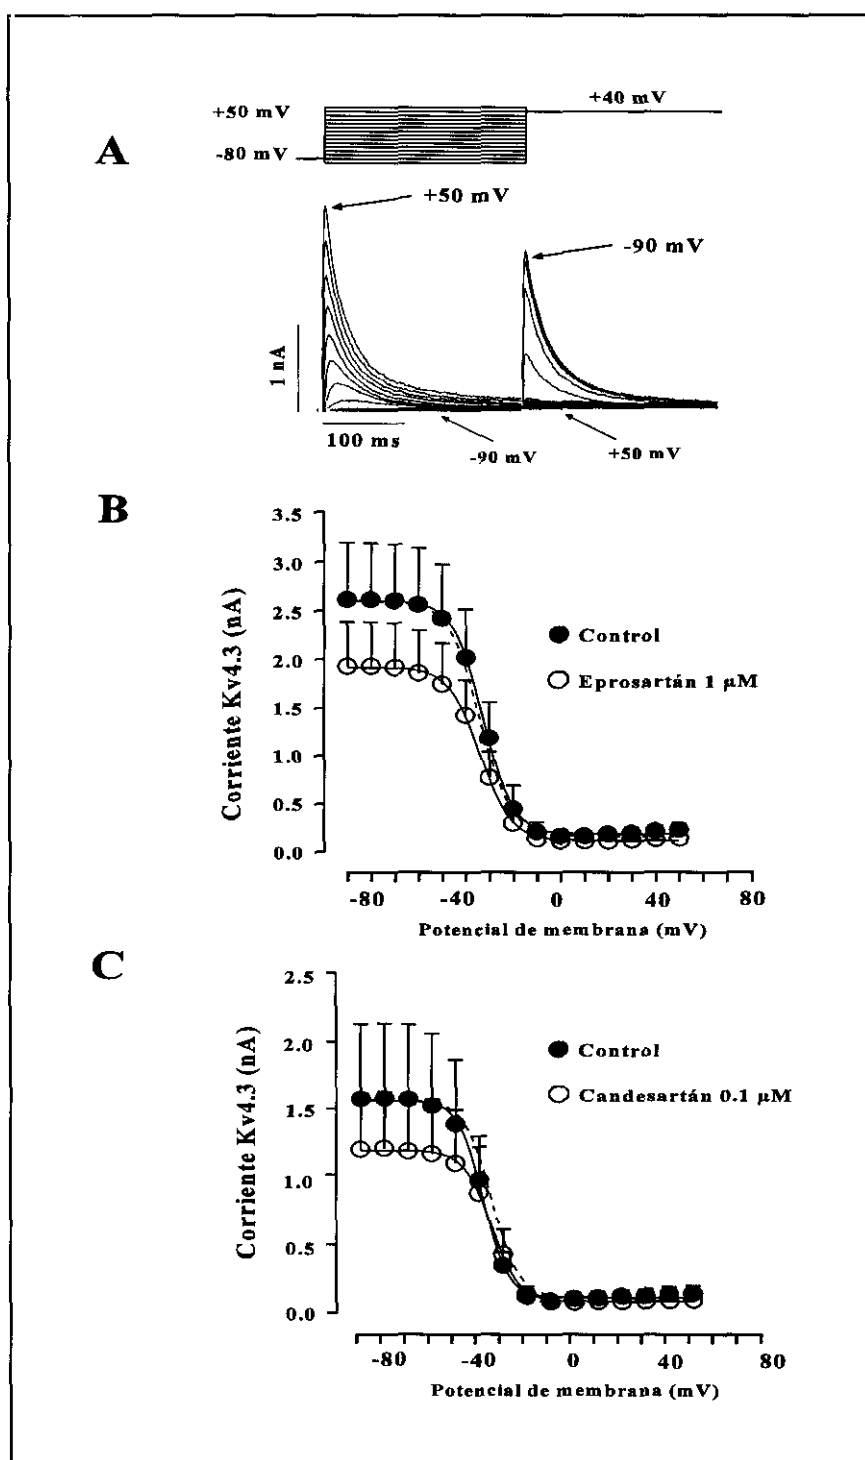 A
+50 mV
+40 mV
-80 mV
+50 mV
-90 mV
1 nA
100 ms
-90 mV
+50 mV
B
Corriente Kv4.3 (nA)
3.5
3.0
2.5
2.0
1.5
1.0
0.5
0.0
Control
Eprosartán 1 µM
-80 -40 0 40 80
Potencial de membrana (mV)
C
Corriente Kv4.3 (nA)
2.5
2.0
1.5
1.0
0.5
0.0
Control
Candesartán 0.1 µM
-80 -40 0 40 80
Potencial de membrana (mV)